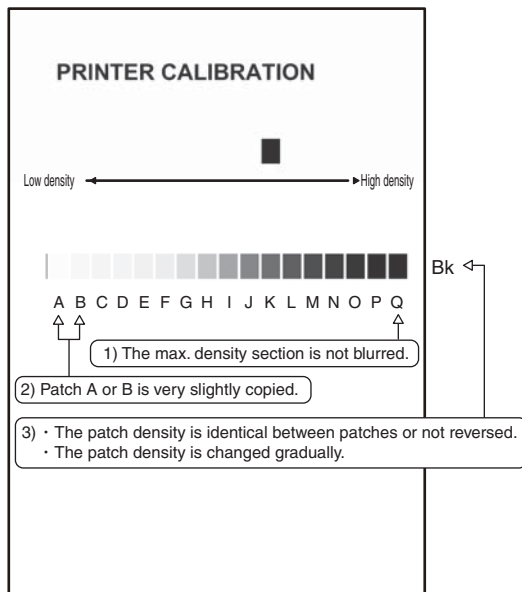 PRINTER CALIBRATION
Low density High density
Bk
A B C D E F G H I J K L M N O P Q
1) The max. density section is not blurred.
2) Patch A or B is very slightly copied.
3) · The patch density is identical between patches or not reversed.
· The patch density is changed gradually.